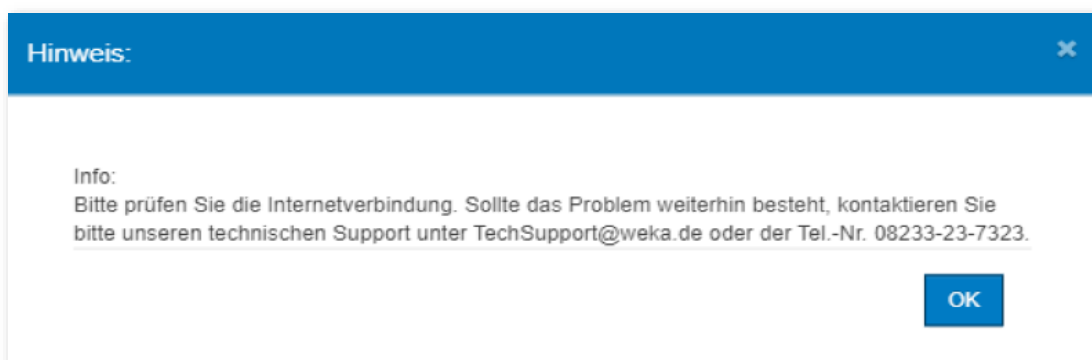 Hinweis:
Info:
Bitte prüfen Sie die Internetverbindung. Sollte das Problem weiterhin besteht, kontaktieren Sie
bitte unseren technischen Support unter TechSupport@weka.de oder der Tel.-Nr. 08233-23-7323.
OK